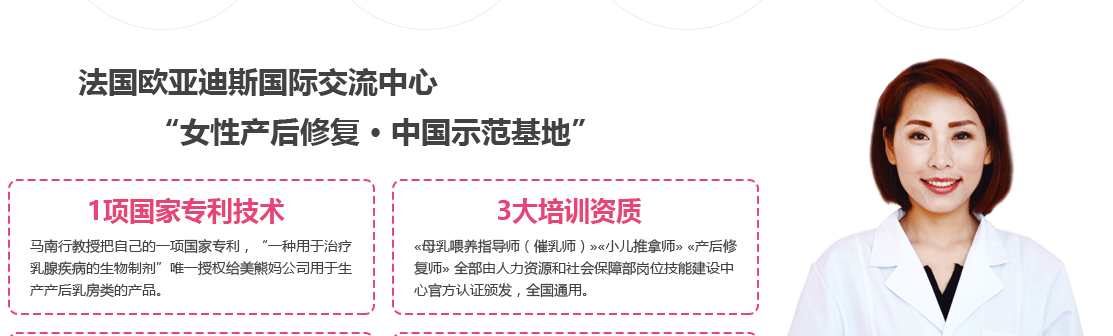 法国欧亚迪斯国际交流中心
“女性产后修复·中国示范基地”
1项国家专利技术
马南行教授把自己的一项国家专利，“一种用于治疗
乳腺疾病的生物制剂”唯一授权给美熊妈公司用于生
产产后乳房类的产品。
3大培训资质
«母乳喂养指导师（催乳师）»«小儿推拿师» «产后修
复师» 全部由人力资源和社会保障部岗位技能建设中
心官方认证颁发，全国通用。